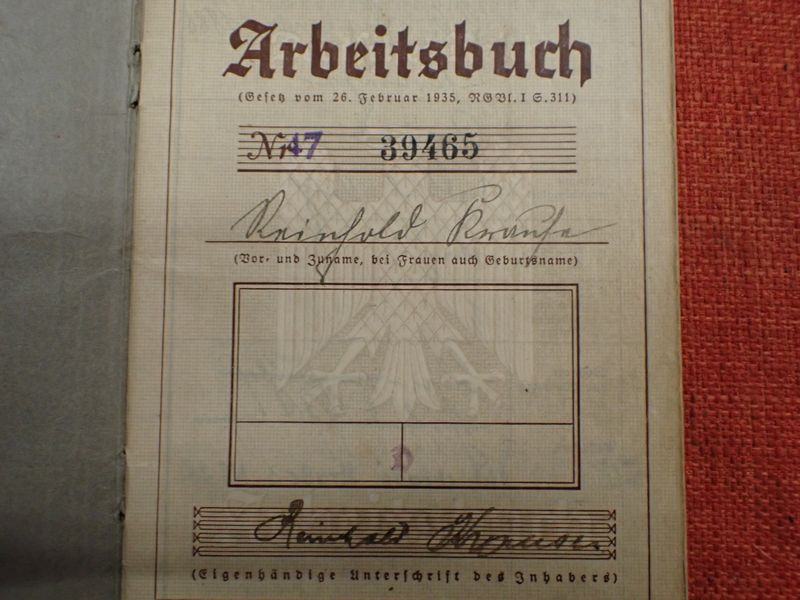 Arbeitsbuch
(Geſetz vom 26. Februar 1935, RGBl. I S. 311)
Nr 47 39465
Reinhold Krauſe
(Vor- und Zuname, bei Frauen auch Geburtsname)
D
Reinhold
(Eigenhändige Unterſchrift des Inhabers)